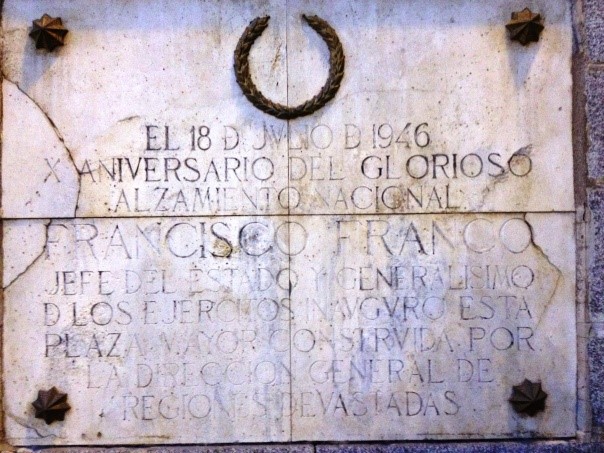 EL 18 D JVLIO D 1946
X ANIVERSARIO DEL GLORIOSO
ALZAMIENTO NACIONAL
FRANCISCO FRANCO
JEFE DEL ESTADO Y GENERALISIMO
D LOS EJERCITOS INAVGVRO ESTA
PLAZA MAYOR CONSTRVIDA POR
LA DIRECCION GENERAL DE
REGIONES DEVASTADAS